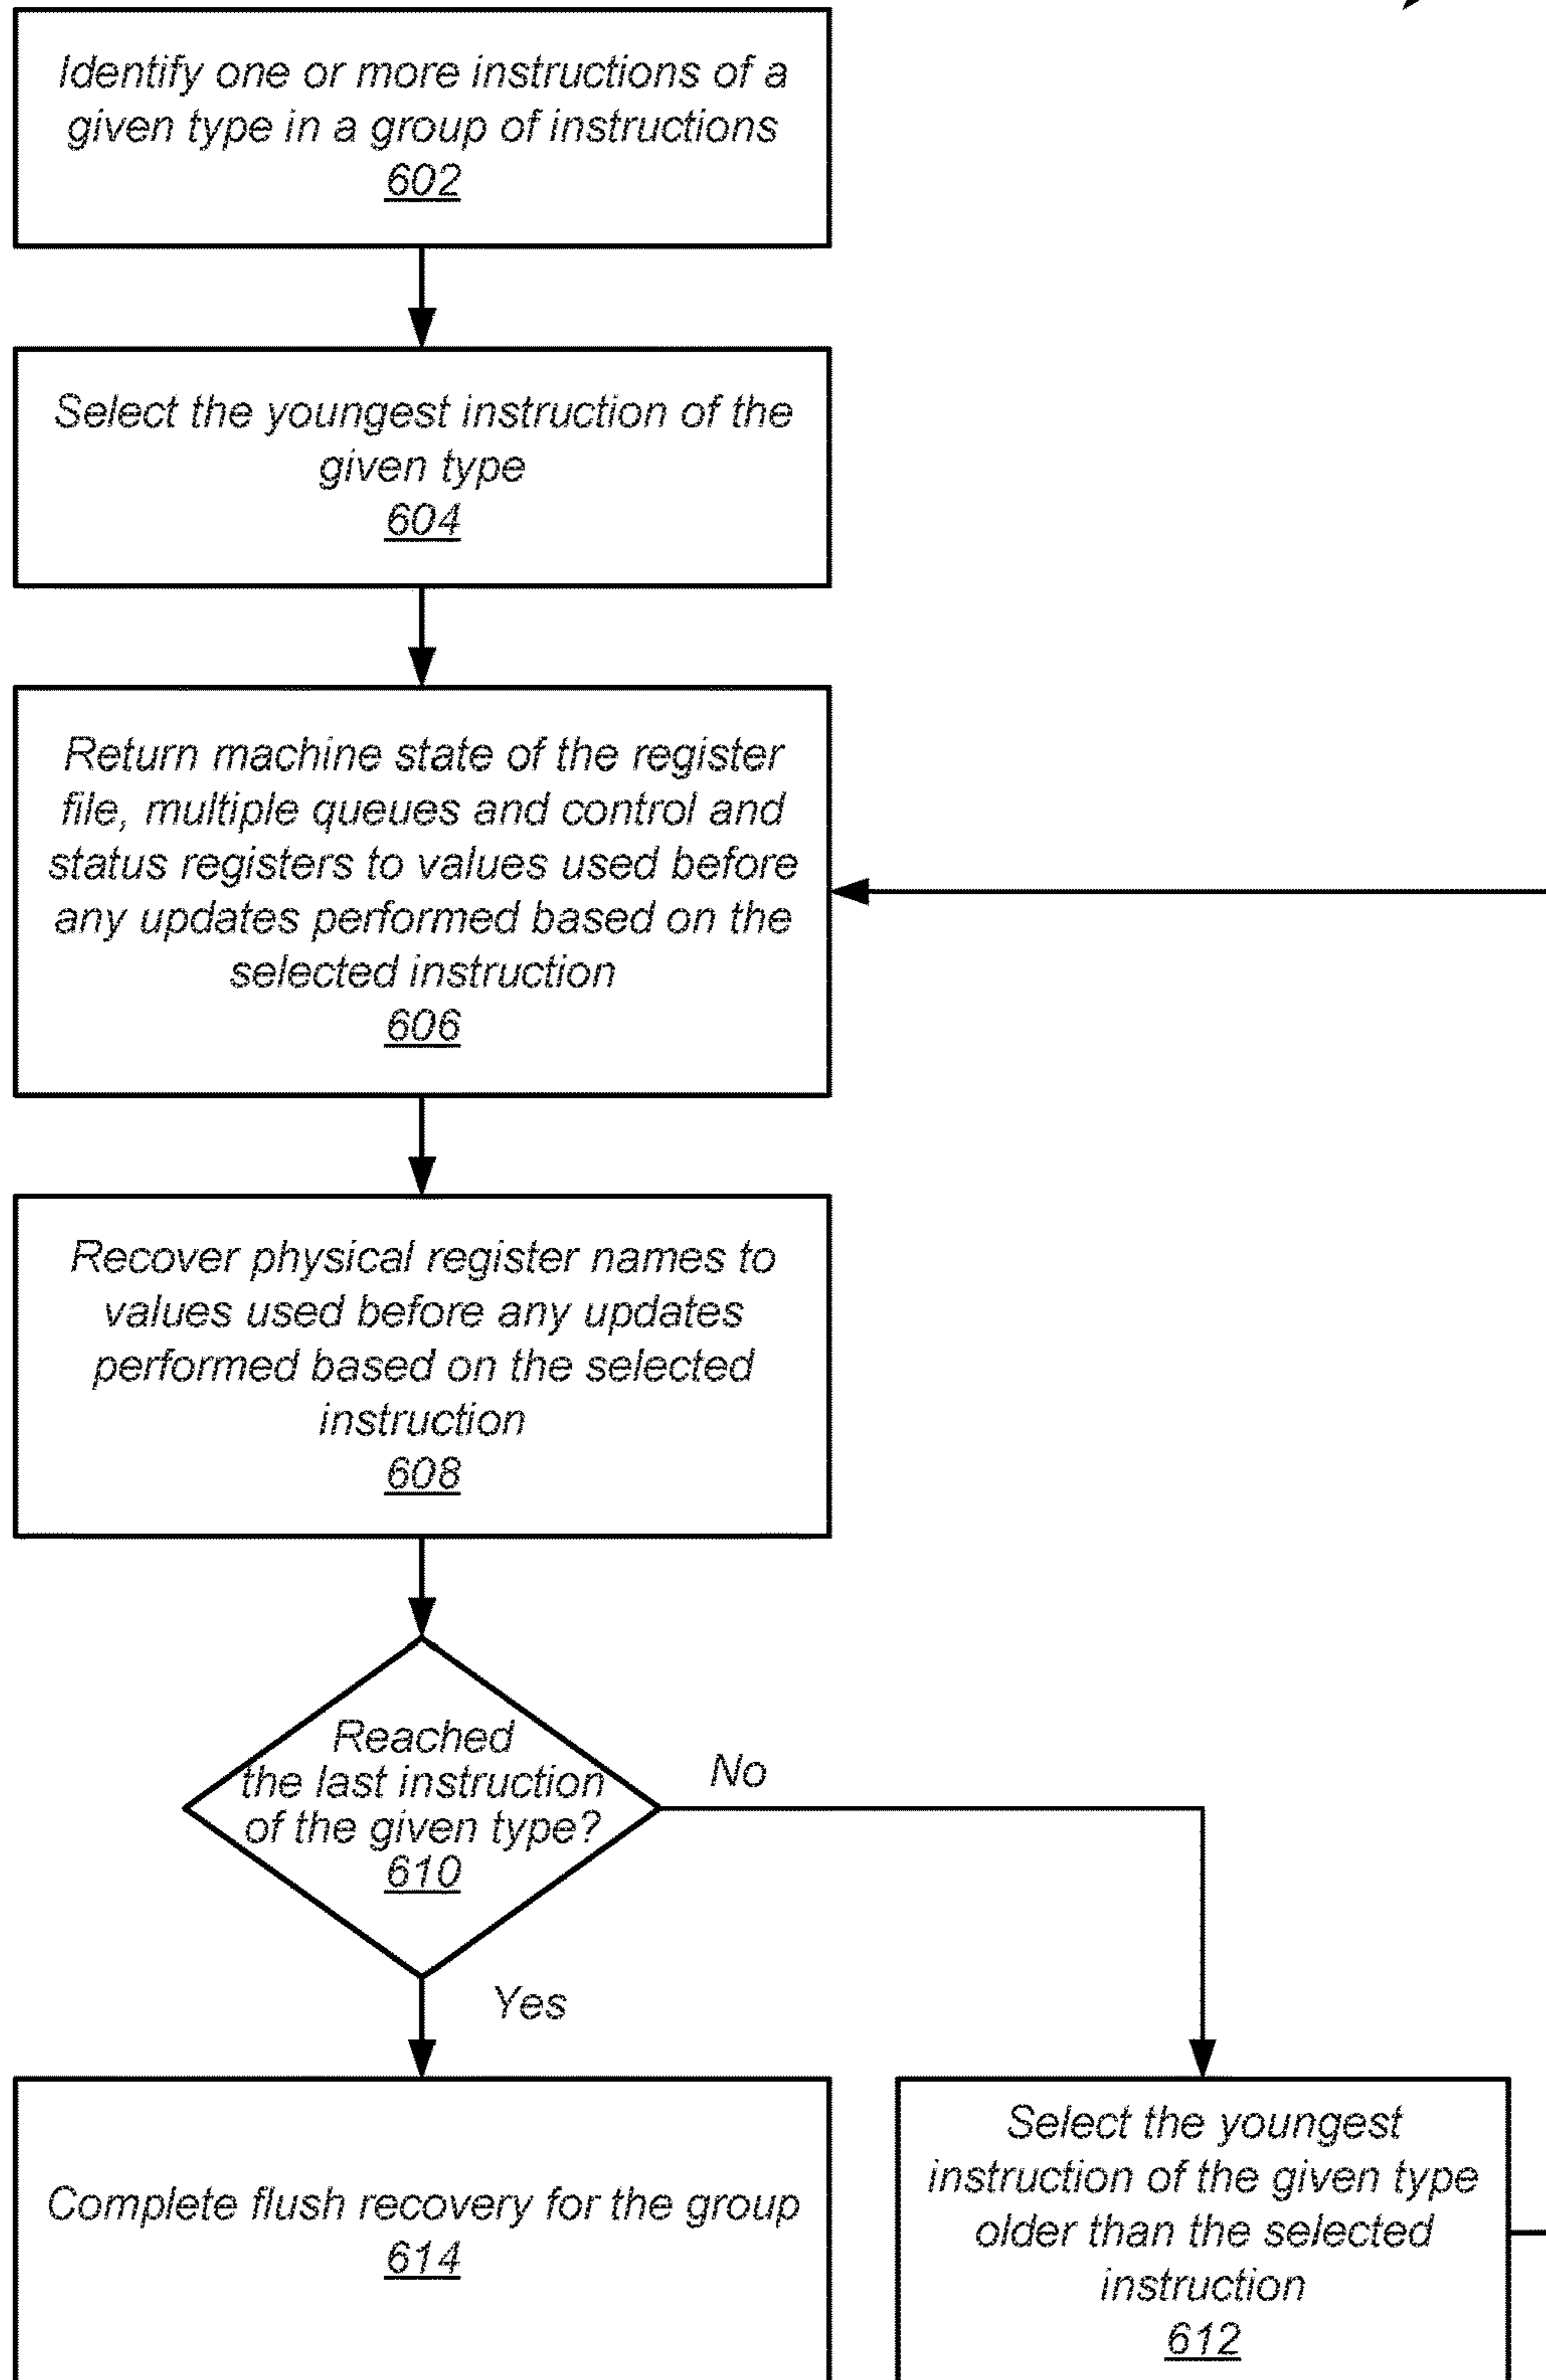 Identify one or more instructions of a
given type in a group of instructions
602
Select the youngest instruction of the
given type
604
Return machine state of the register
file, multiple queues and control and
status registers to values used before
any updates performed based on the
selected instruction
606
Recover physical register names to
values used before any updates
performed based on the selected
instruction
608
Reached
the last instruction
of the given type?
610
No
Yes
Complete flush recovery for the group
614
Select the youngest
instruction of the given type
older than the selected
instruction
612